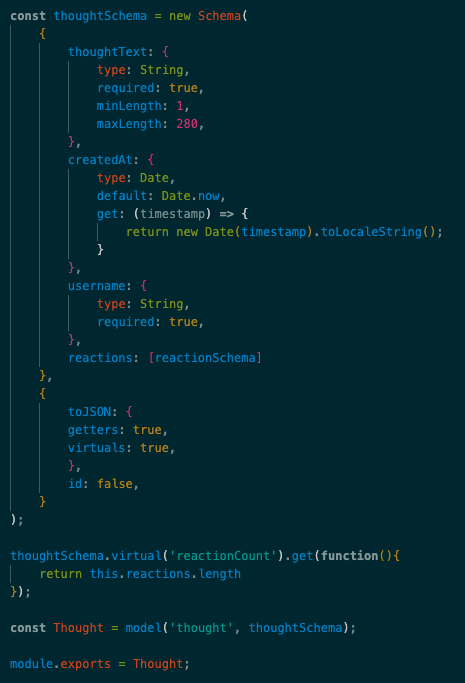 const thoughtSchema = new Schema(
    {
        thoughtText: {
            type: String,
            required: true,
            minLength: 1,
            maxLength: 280,
        },
        createdAt: {
            type: Date,
            default: Date.now,
            get: (timestamp) => {
                return new Date(timestamp).toLocaleString();
            }
        },
        username: {
            type: String,
            required: true,
        },
        reactions: [reactionSchema]
    },
    {
        toJSON: {
        getters: true,
        virtuals: true,
        },
        id: false,
    }
);

thoughtSchema.virtual('reactionCount').get(function(){
    return this.reactions.length
});

const Thought = model('thought', thoughtSchema);

module.exports = Thought;